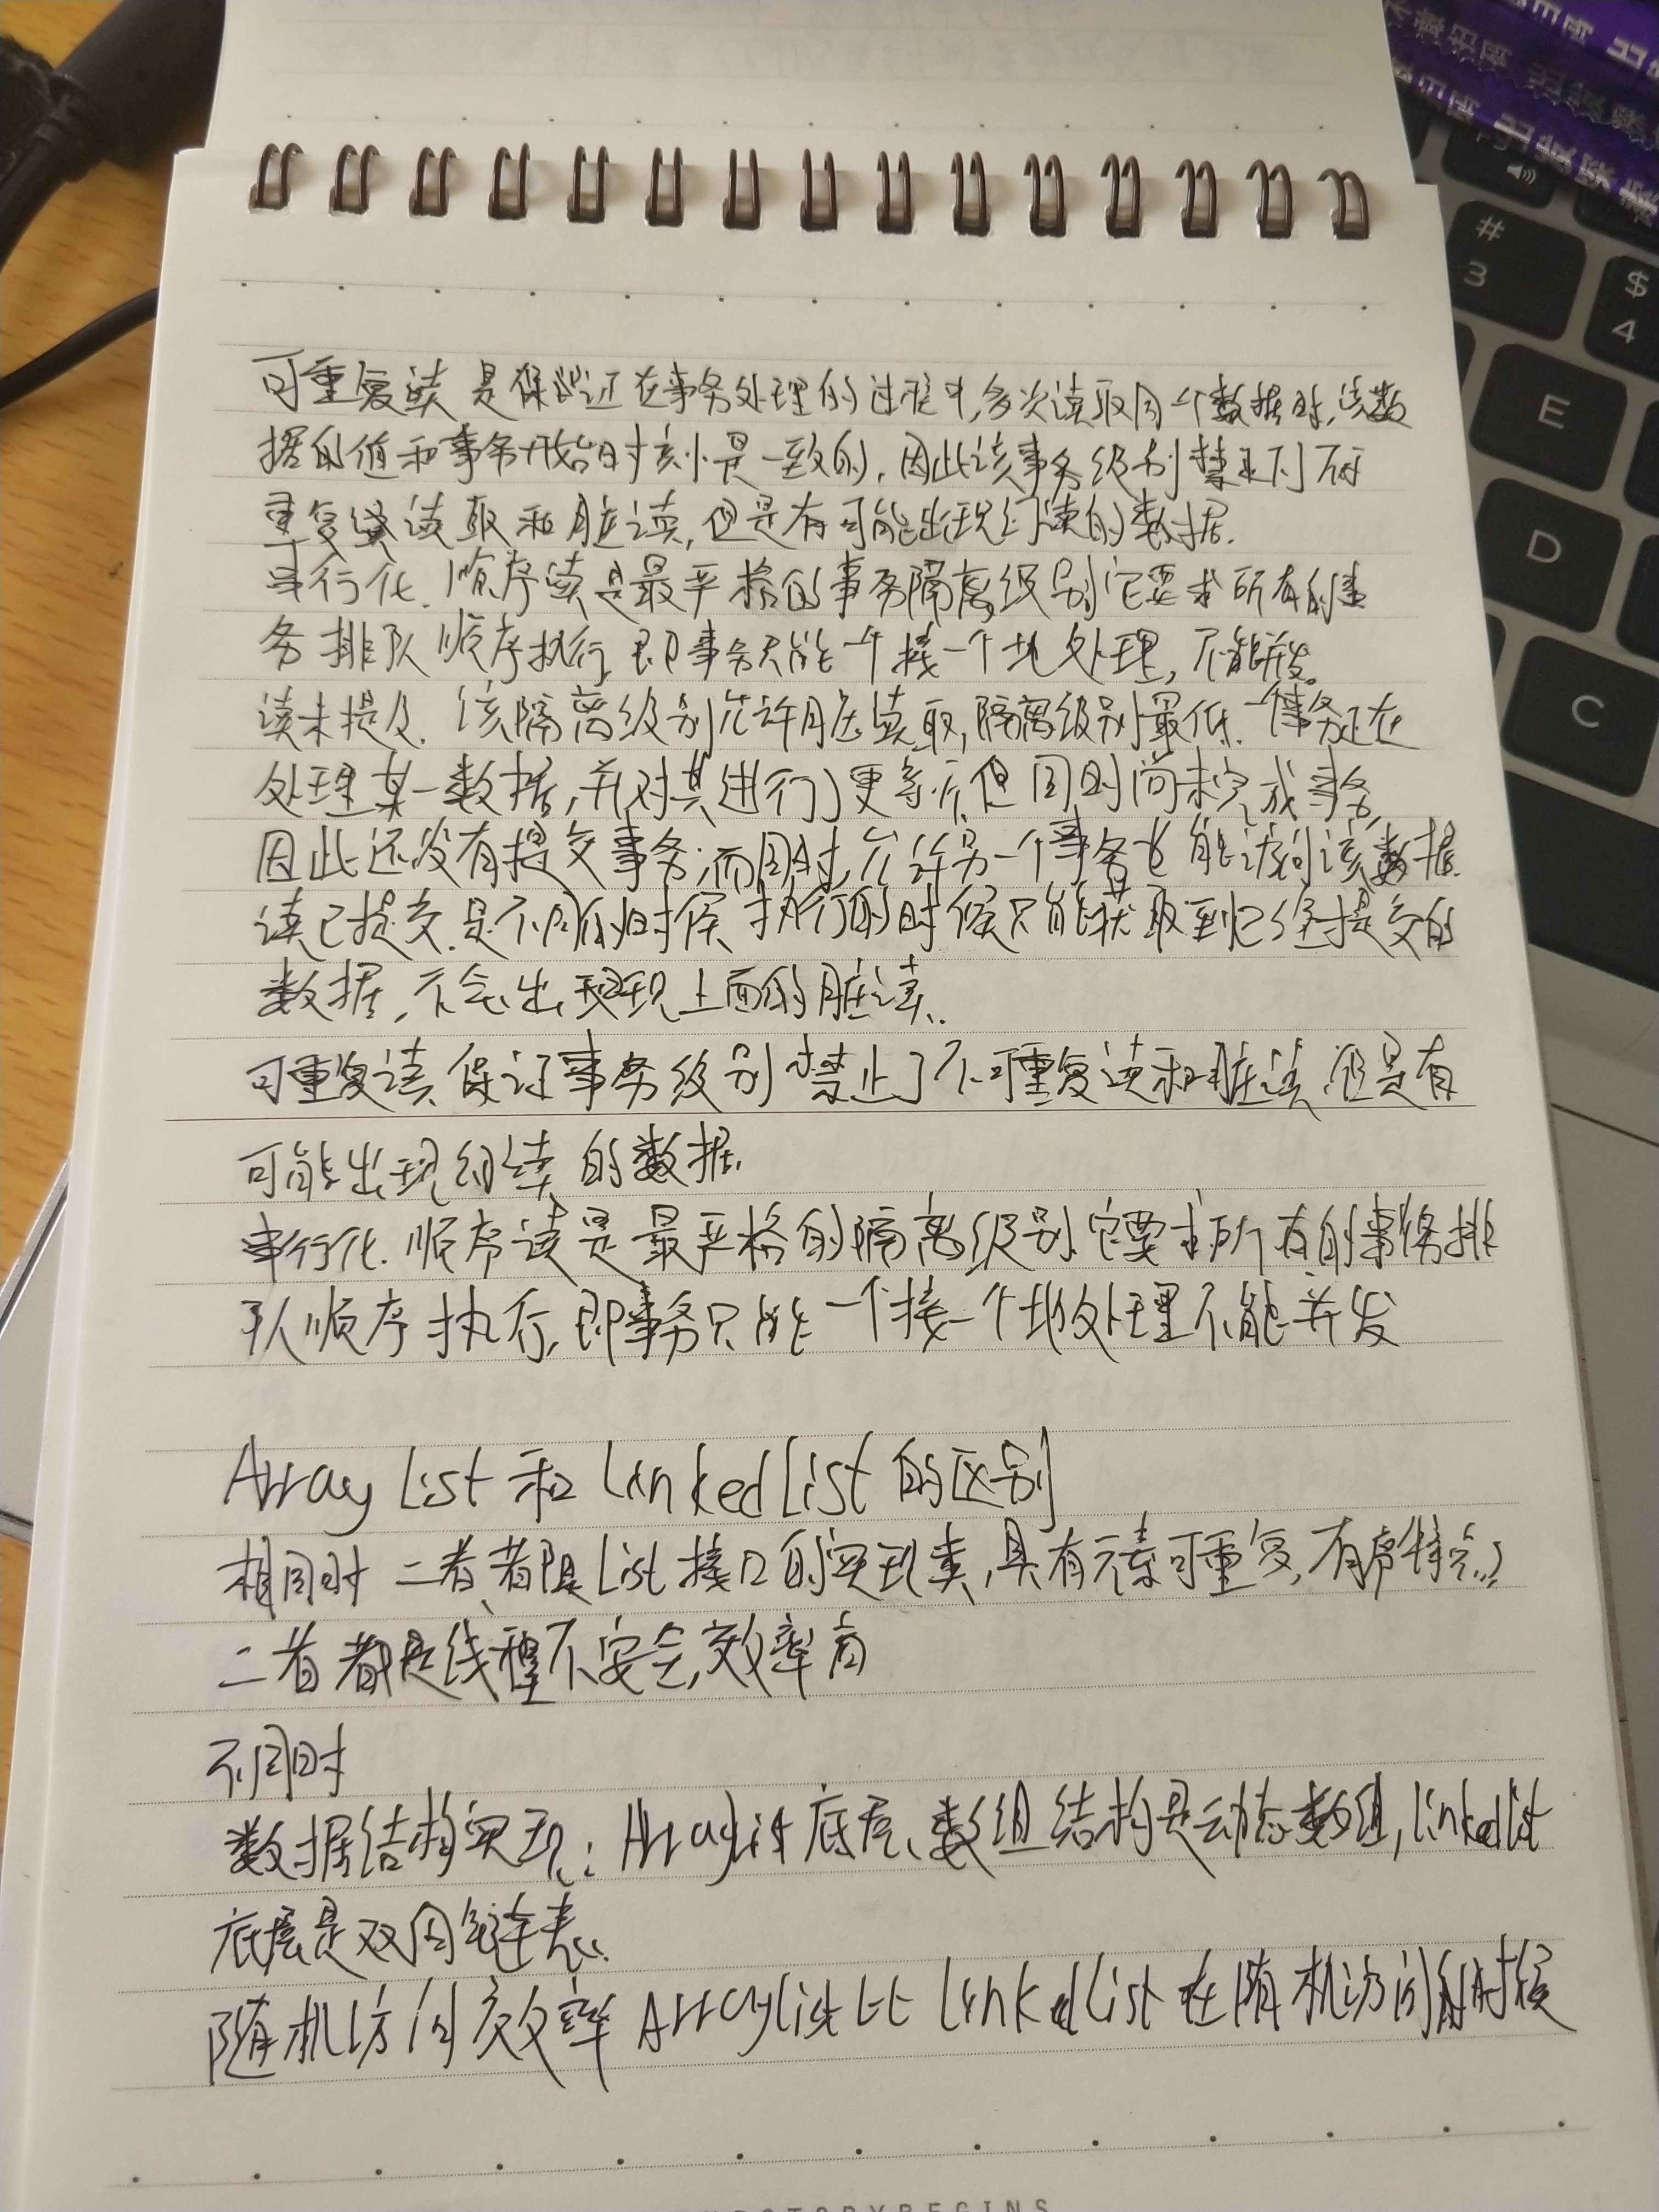 可重复读 是保证在事务处理的过程中,多次读取同一个数据时,该数
据的值和事务开始时刻是一致的,因此该事务级别禁止了不可
重复读取和脏读,但是有可能出现幻读的数据.
串行化.顺序读是最严格的事务隔离级别它要求所有的事
务排队顺序执行 即事务只能一个接一个地处理,不能并发。
读未提交.该隔离级别允许脏读取,隔离级别最低.一个事务正在
处理某一数据,并对其进行了更新,但同时尚未完成事务,
因此还没有提交事务;而同时,允许另一个事务也能访问该数据.
读已提交.是不同的时候 执行的时候只能获取到已经提交的
数据,不会出现上面的脏读.
可重复读 保证事务级别禁止了不可重复读和脏读,但是有
可能出现幻读的数据.
串行化.顺序读是最严格的隔离级别它要求所有的事务排
队顺序执行,即事务只能一个接一个地处理不能并发
ArrayList 和 LinkedList 的区别
相同时 二者都是List接口的实现类,具有元素可重复,有序特点
二者都是线程不安全,效率高
不同时
数据结构实现:Arraylist底层数组结构是动态数组,linkedlist
底层是双向链表.
随机访问效率 Arraylist比 linkedlist在随机访问的时候
# 3
$ 4
E
D
C